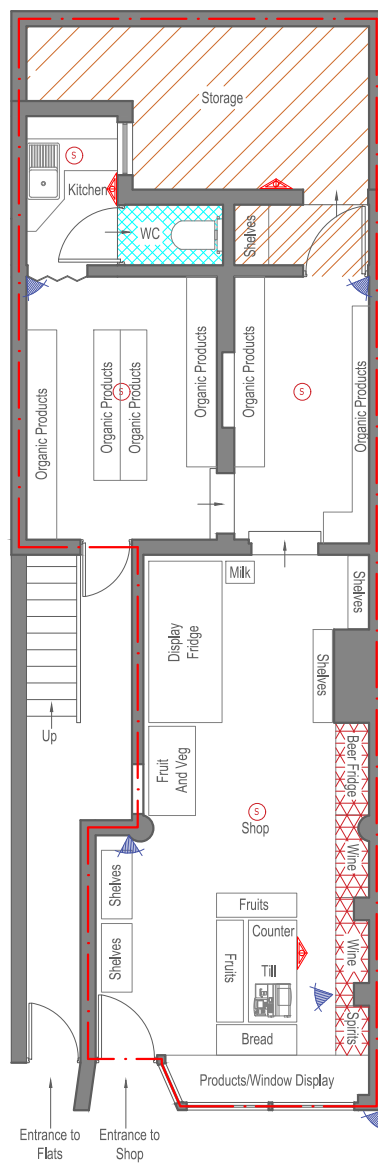 Storage
S
Kitchen
WC
Shelves
Organic Products
Organic Products
Organic Products
Organic Products
Organic Products
Organic Products
S
S
Milk
Shelves
Display
Fridge
Shelves
Up
Fruit
And Veg
Beer Fridge
S
Shop
Wine
Shelves
Fruits
Shelves
Fruits
Counter
Till
Wine
Spirits
Bread
Products/Window Display
Entrance to
Flats
Entrance to
Shop